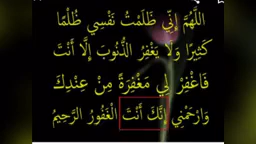 اللَّهُمَّ إِنِّي ظَلَمْتُ نَفْسِي ظُلْمًا
كَثِيرًا وَلَا يَغْفِرُ الذُّنُوبَ إِلَّا أَنْتَ
فَاغْفِرْ لِي مَغْفِرَةً مِنْ عِنْدِكَ
وَارْحَمْنِي إِنَّكَ أَنْتَ الْغَفُورُ الرَّحِيمُ